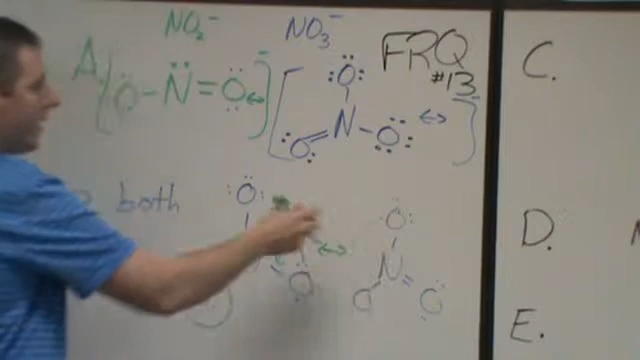 NO₂⁻ NO₃⁻ FRQ
#13
A
O–N=O ↔
O
N
O O ↔
both
O
↔
O
O
N
O O
C.
D.
E.